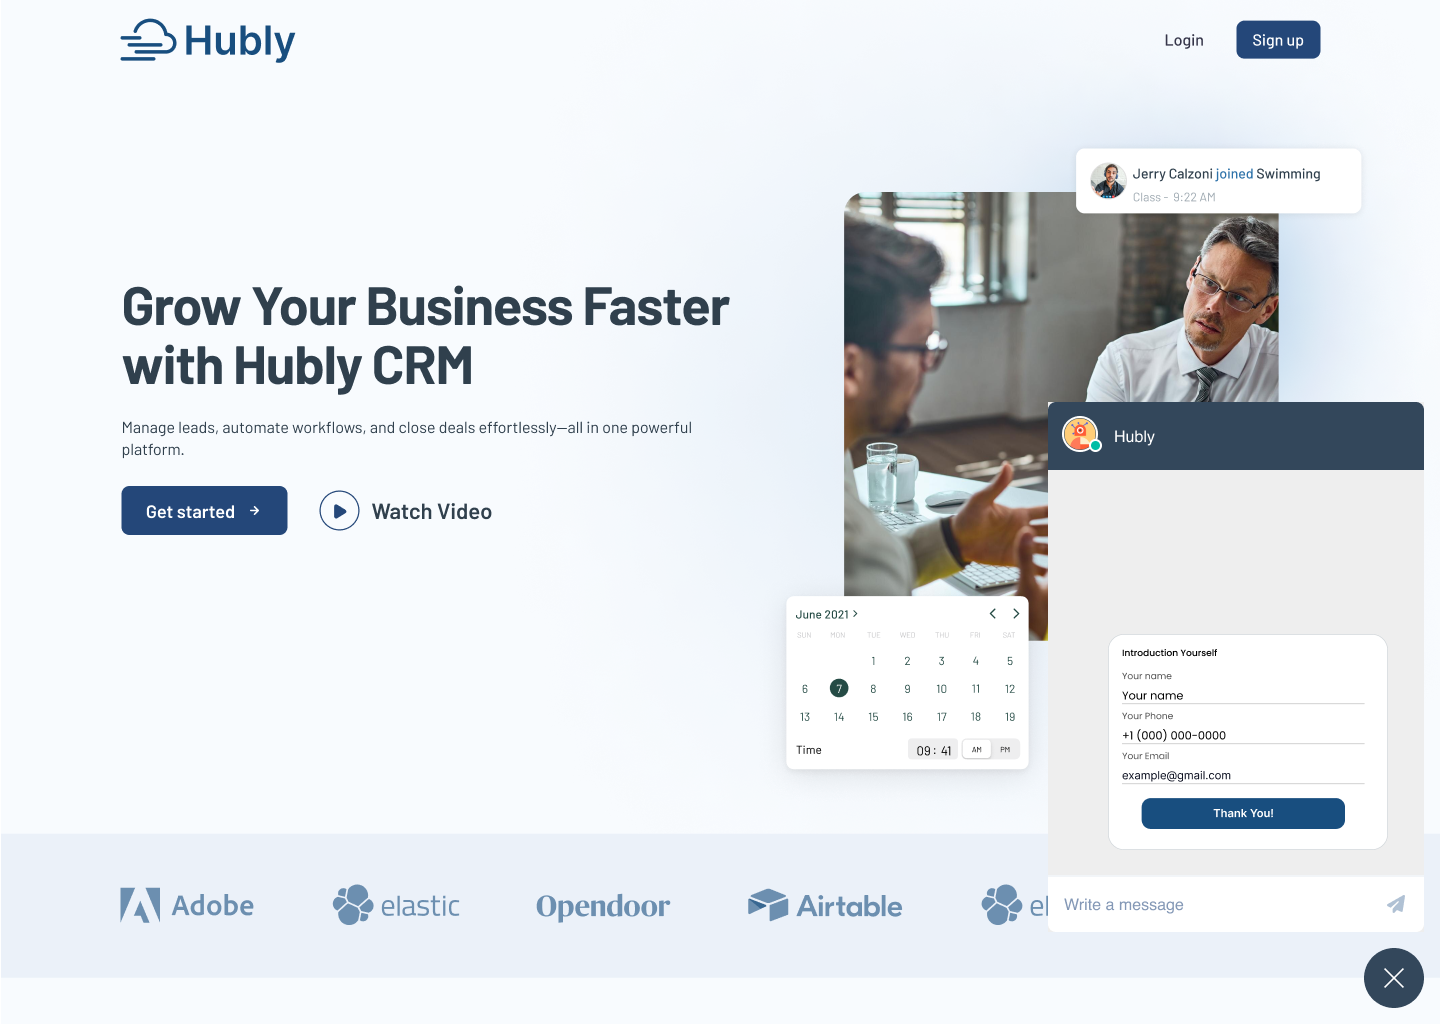 Hubly
Login
Sign up
Jerry Calzoni joined Swimming
Class - 9:22 AM
Grow Your Business Faster
with Hubly CRM
Manage leads, automate workflows, and close deals effortlessly—all in one powerful
platform.
Get started
Watch Video
Hubly
June 2021
SUN MON TUE WED THU FRI SAT
1 2 3 4 5
6 7 8 9 10 11 12
13 14 15 16 17 18 19
Time 09 : 41 AM PM
Introduction Yourself
Your name
Your name
Your Phone
+1 (000) 000-0000
Your Email
example@gmail.com
Thank You!
Write a message
Adobe
elastic
Opendoor
Airtable
el